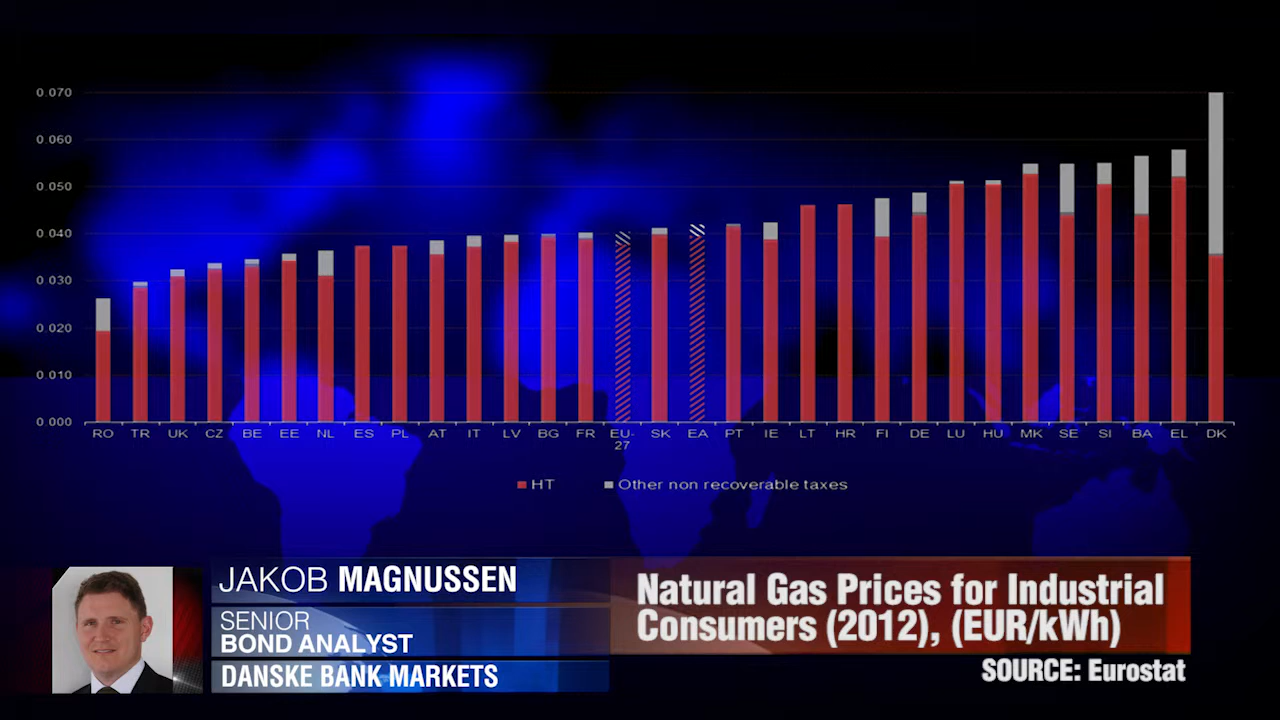 0.070
0.060
0.050
0.040
0.030
0.020
0.010
0.000
RO TR UK CZ BE EE NL ES PL AT IT LV BG FR EU- SK EA PT IE LT HR FI DE LU HU MK SE SI BA EL DK
27
HT Other non recoverable taxes
JAKOB MAGNUSSEN
SENIOR
BOND ANALYST
DANSKE BANK MARKETS
Natural Gas Prices for Industrial
Consumers (2012), (EUR/kWh)
SOURCE: Eurostat